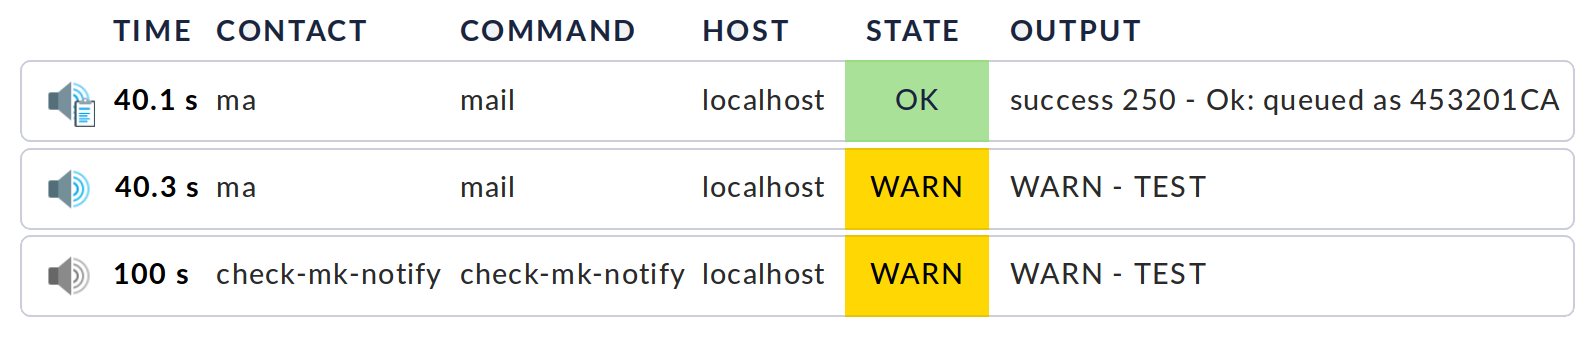 TIME CONTACT COMMAND HOST STATE OUTPUT
40.1 s ma mail localhost OK success 250 - Ok: queued as 453201CA
40.3 s ma mail localhost WARN WARN - TEST
100 s check-mk-notify check-mk-notify localhost WARN WARN - TEST